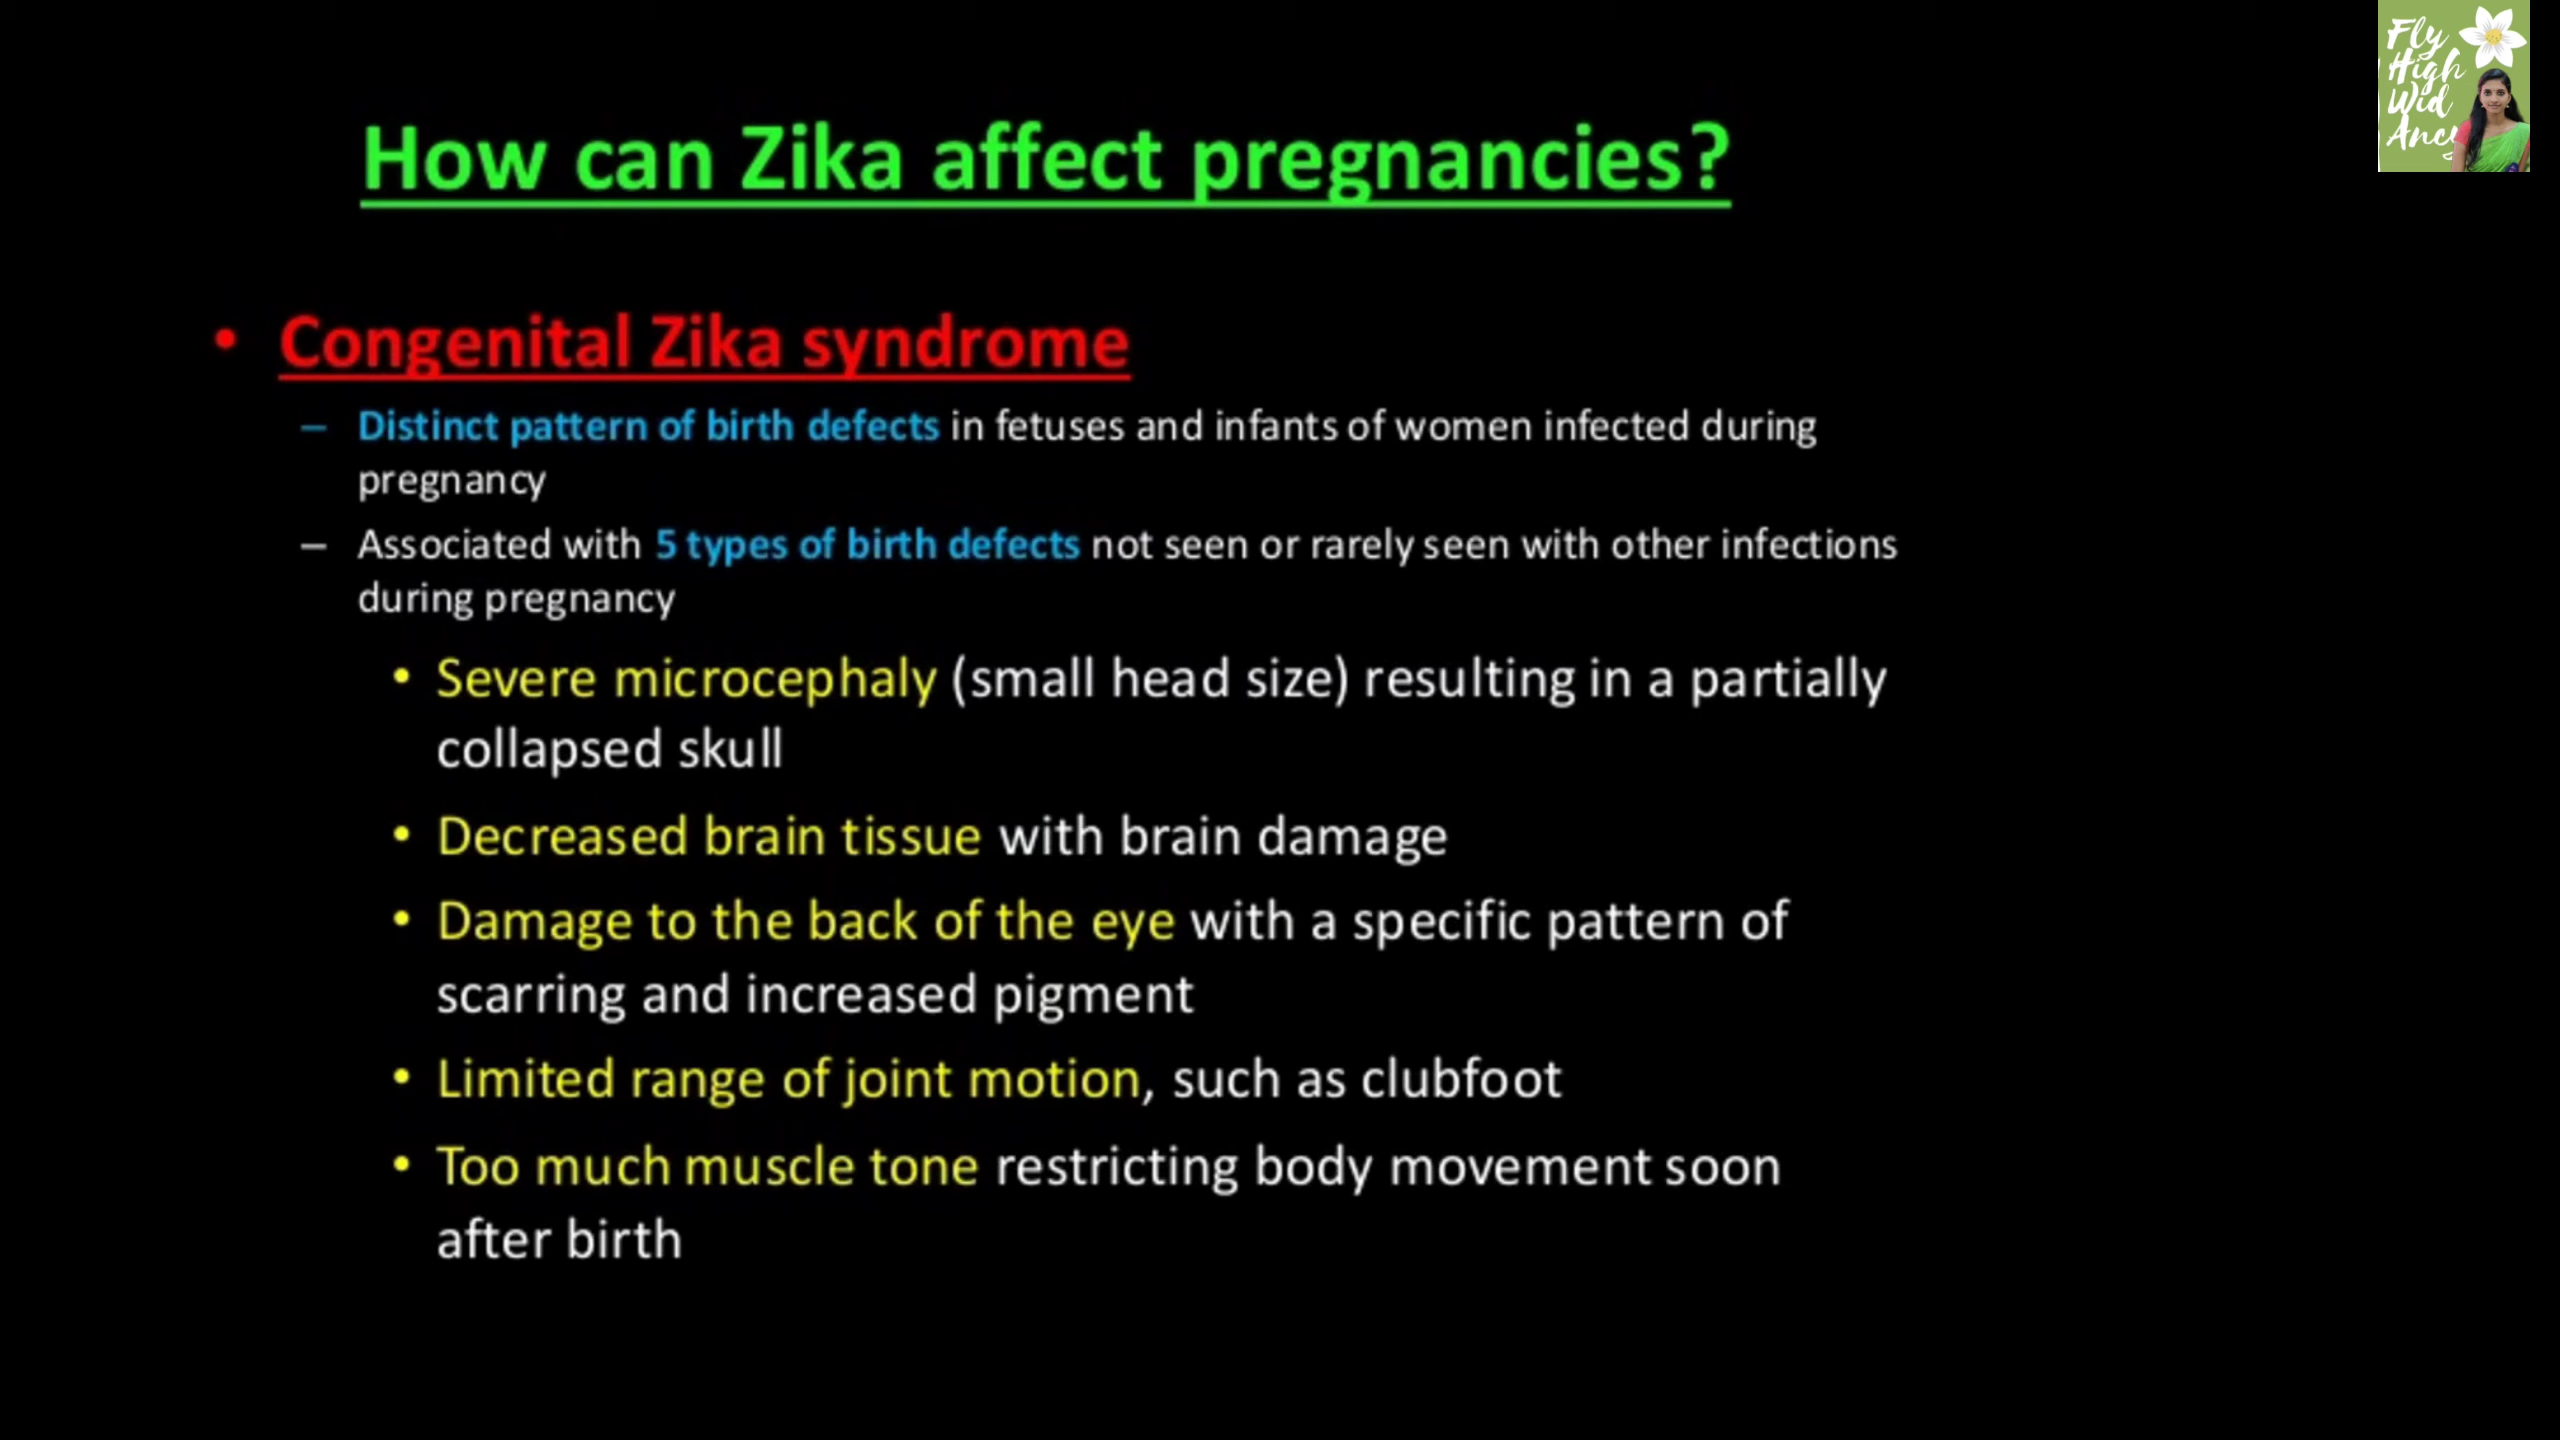 Fly
High
Wid
Ancy
How can Zika affect pregnancies?
• Congenital Zika syndrome
– Distinct pattern of birth defects in fetuses and infants of women infected during
pregnancy
– Associated with 5 types of birth defects not seen or rarely seen with other infections
during pregnancy
• Severe microcephaly (small head size) resulting in a partially
collapsed skull
• Decreased brain tissue with brain damage
• Damage to the back of the eye with a specific pattern of
scarring and increased pigment
• Limited range of joint motion, such as clubfoot
• Too much muscle tone restricting body movement soon
after birth